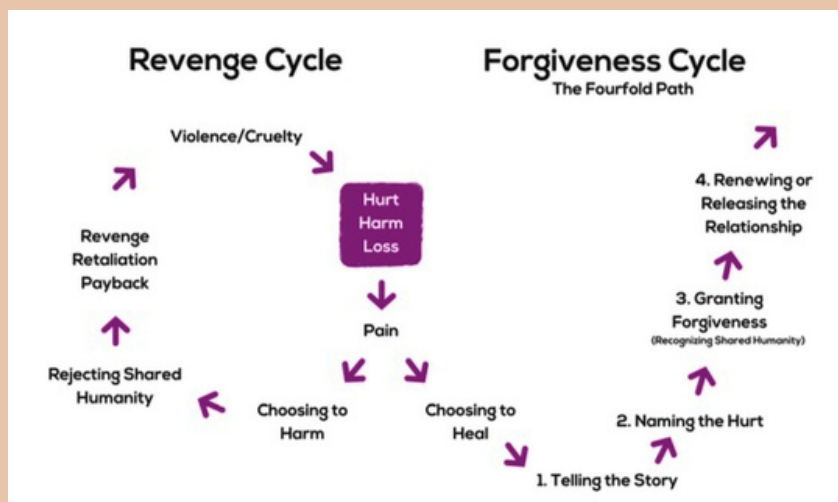 Revenge Cycle
Violence/Cruelty
Hurt
Harm
Loss
Pain
Choosing to
Harm
Rejecting Shared
Humanity
Revenge
Retaliation
Payback
Forgiveness Cycle
The Fourfold Path
Choosing to
Heal
1. Telling the Story
2. Naming the Hurt
3. Granting
Forgiveness
(Recognizing Shared Humanity)
4. Renewing or
Releasing the
Relationship